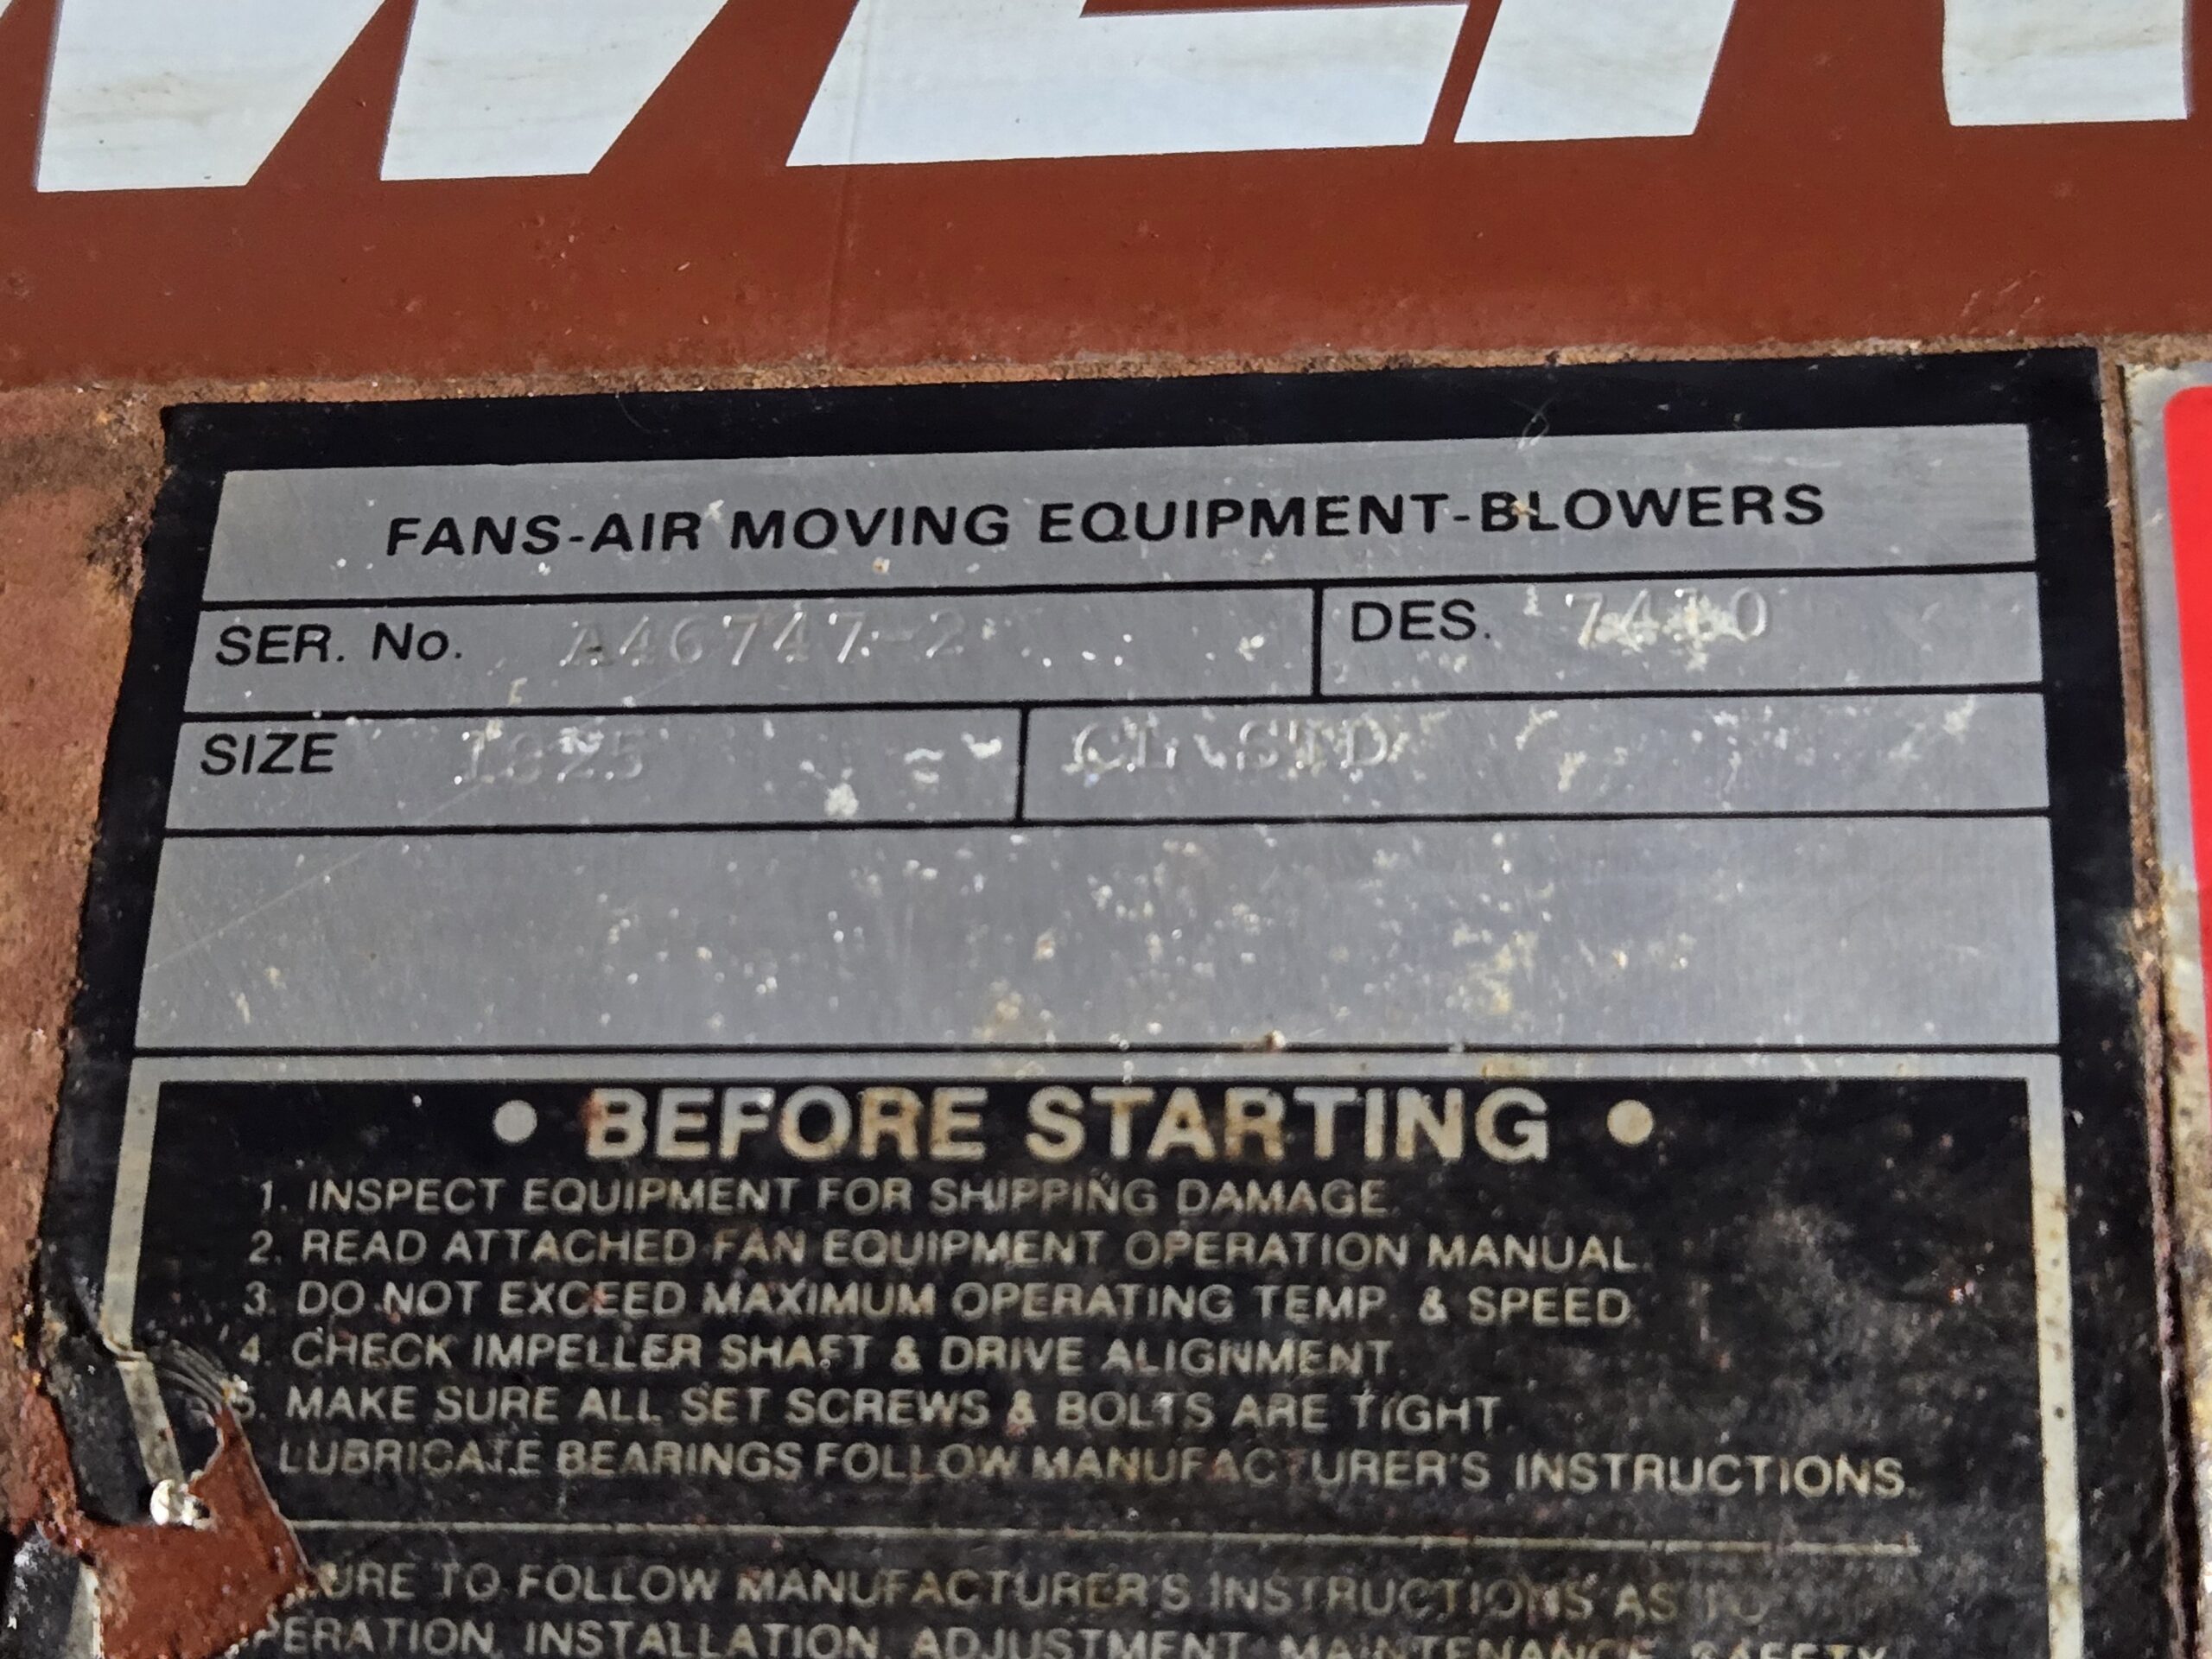 FANS-AIR MOVING EQUIPMENT-BLOWERS
SER. No. A46747-2 DES. 7410
SIZE 1825 CL STD
• BEFORE STARTING •
1. INSPECT EQUIPMENT FOR SHIPPING DAMAGE.
2. READ ATTACHED FAN EQUIPMENT OPERATION MANUAL.
3. DO NOT EXCEED MAXIMUM OPERATING TEMP. & SPEED
4. CHECK IMPELLER SHAFT & DRIVE ALIGNMENT.
5. MAKE SURE ALL SET SCREWS & BOLTS ARE TIGHT.
LUBRICATE BEARINGS FOLLOW MANUFACTURER'S INSTRUCTIONS.
TO FOLLOW MANUFACTURER'S INSTRUCTIONS AS TO
INSTALLATION, ADJUSTMENT, MAINTENANCE, SAFETY